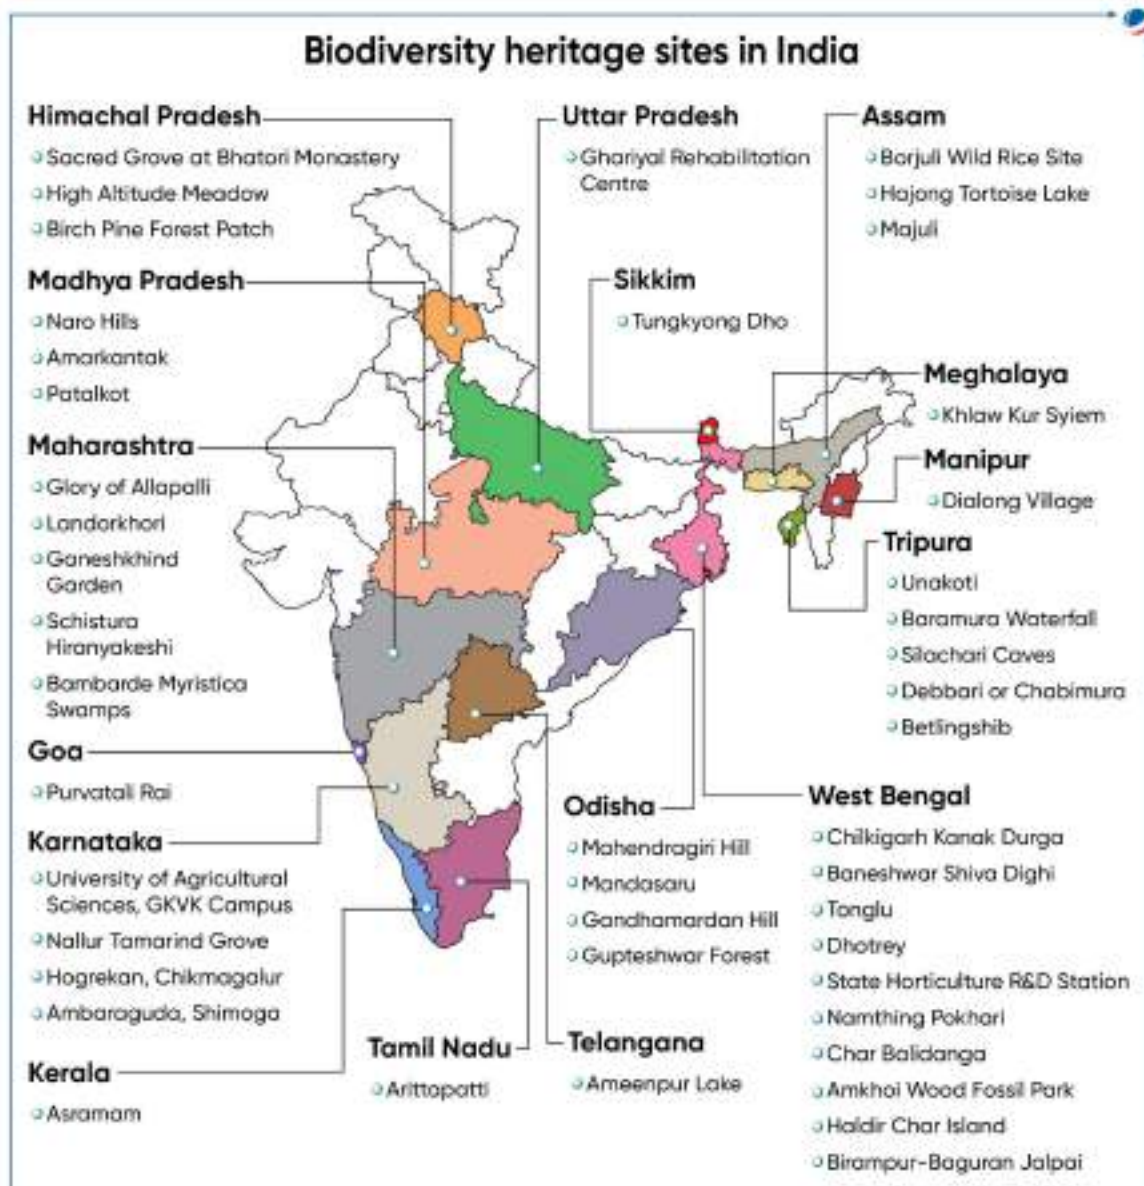 Biodiversity heritage sites in India
Himachal Pradesh
Sacred Grove at Bhatori Monastery
High Altitude Meadow
Birch Pine Forest Patch
Madhya Pradesh
Naro Hills
Amarkantak
Patalkot
Maharashtra
Glory of Allapalli
Landorkhori
Ganeshkhind
Garden
Schistura
Hiranyakeshi
Bambarde Myristica
Swamps
Goa
Purvatali Rai
Karnataka
University of Agricultural
Sciences, GKVK Campus
Nallur Tamarind Grove
Hogrekan, Chikmagalur
Ambaraguda, Shimoga
Kerala
Asramam
Uttar Pradesh
Ghariyal Rehabilitation
Centre
Sikkim
Tungkyong Dho
Assam
Borjuli Wild Rice Site
Hajong Tortoise Lake
Majuli
Meghalaya
Khlaw Kur Syiem
Manipur
Dialong Village
Tripura
Unakoti
Baramura Waterfall
Silachari Caves
Debbari or Chabimura
Betlingshib
Odisha
Mahendragiri Hill
Mandasaru
Gandhamardan Hill
Gupteshwar Forest
Tamil Nadu
Arittapatti
Telangana
Ameenpur Lake
West Bengal
Chilkigarh Kanak Durga
Baneshwar Shiva Dighi
Tonglu
Dhotrey
State Horticulture R&D Station
Namthing Pokhari
Char Balidanga
Amkhoi Wood Fossil Park
Haldir Char Island
Birampur-Baguran Jalpai